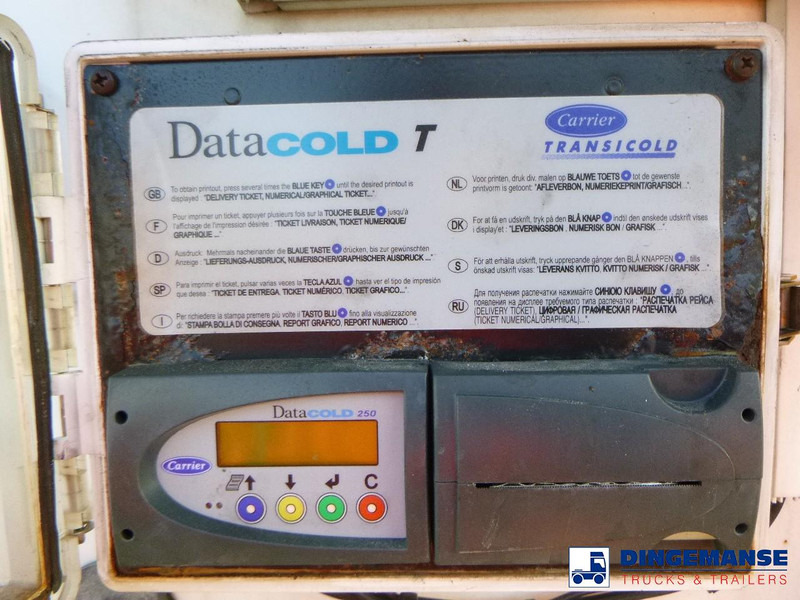 DataCOLD T
Carrier
TRANSICOLD
GB
To obtain printout, press several times the BLUE KEY until the desired printout is
displayed "DELIVERY TICKET, NUMERICAL/GRAPHICAL TICKET..."
F
Pour imprimer un ticket, appuyer plusieurs fois sur la TOUCHE BLEUE jusqu'à
l'affichage de l'impression désirée : "TICKET LIVRAISON, TICKET NUMERIQUE/
GRAPHIQUE ..."
D
Ausdruck : Mehrmals nacheinander die BLAUE TASTE drücken, bis zur gewünschten
Anzeige : "LIEFERUNGS-AUSDRUCK, NUMERISCHER/GRAPHISCHER AUSDRUCK ..."
SP
Para imprimir el ticket, pulsar varias veces la TECLA AZUL hasta ver el tipo de impresión
que desea : "TICKET DE ENTREGA, TICKET NUMÉRICO, TICKET GRAFICO..."
I
Per richiedere la stampa premere più volte il TASTO BLU fino alla visualizzazione
di: "STAMPA BOLLA DI CONSEGNA, REPORT GRAFICO, REPORT NUMERICO ..."
NL
Voor printen, druk div. malen op BLAUWE TOETS tot de gewenste
printvorm is getoont: "AFLEVERBON, NUMERIEKEPRINT/GRAFISCH..."
DK
For at få en udskrift, tryk på den BLÅ KNAP indtil den ønskede udskrift vises
i display'et : "LEVERINGSBON . NUMERISK BON / GRAFISK ..."
S
För att erhålla utskrift, tryck upprepande gånger den BLÅ KNAPPEN , tills
önskad utskrift visas: "LEVERANS KVITTO, KVITTO NUMERISK / GRAFISK ..."
RU
Для получения распечатки нажимайте СИНЮЮ КЛАВИШУ до
появления на дисплее требуемого типа распечатки : "РАСПЕЧАТКА РЕЙСА
(DELIVERY TICKET), ЦИФРОВАЯ / ГРАФИЧЕСКАЯ РАСПЕЧАТКА
(TICKET NUMERICAL/GRAPHICAL)...".
DataCOLD 250
Carrier
C
DINGEMANSE
TRUCKS & TRAILERS